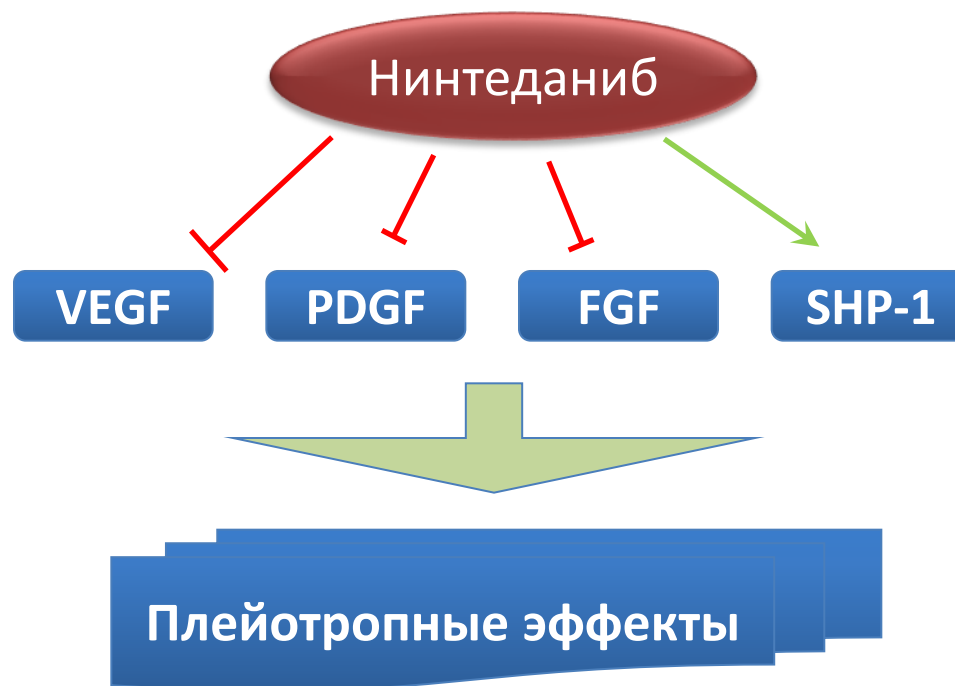 Нинтеданиб
VEGF
PDGF
FGF
SHP-1
Плейотропные эффекты